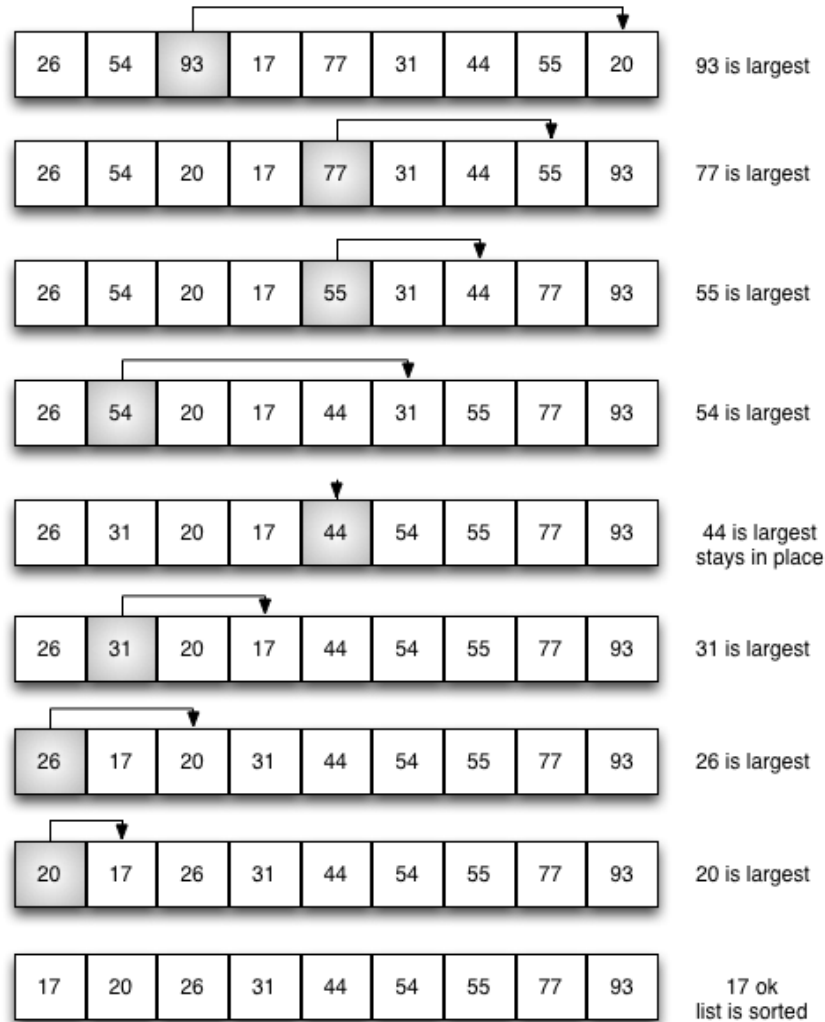 26 54 93 17 77 31 44 55 20 93 is largest
26 54 20 17 77 31 44 55 93 77 is largest
26 54 20 17 55 31 44 77 93 55 is largest
26 54 20 17 44 31 55 77 93 54 is largest
26 31 20 17 44 54 55 77 93 44 is largest
stays in place
26 31 20 17 44 54 55 77 93 31 is largest
26 17 20 31 44 54 55 77 93 26 is largest
20 17 26 31 44 54 55 77 93 20 is largest
17 20 26 31 44 54 55 77 93 17 ok
list is sorted